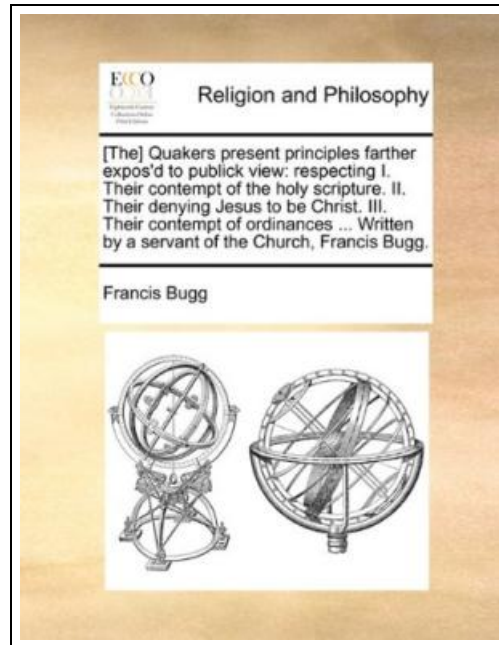 ECCO
Religion and Philosophy
[The] Quakers present principles farther
expos'd to publick view: respecting I.
Their contempt of the holy scripture. II.
Their denying Jesus to be Christ. III.
Their contempt of ordinances ... Written
by a servant of the Church, Francis Bugg.
Francis Bugg